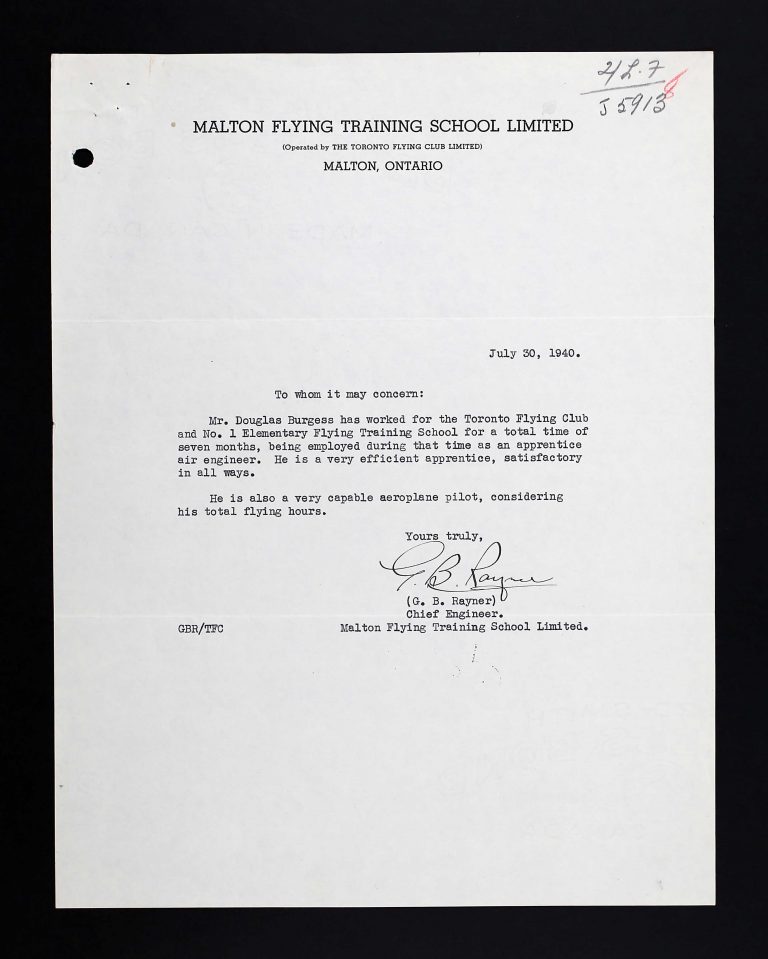 J 5913
MALTON FLYING TRAINING SCHOOL LIMITED
(Operated by THE TORONTO FLYING CLUB LIMITED)
MALTON, ONTARIO
July 30, 1940.
To whom it may concern:
Mr. Douglas Burgess has worked for the Toronto Flying Club
and No. 1 Elementary Flying Training School for a total time of
seven months, being employed during that time as an apprentice
air engineer. He is a very efficient apprentice, satisfactory
in all ways.
He is also a very capable aeroplane pilot, considering
his total flying hours.
Yours truly,
G. B. Rayner
(G. B. Rayner)
Chief Engineer.
GBR/TFC Malton Flying Training School Limited.